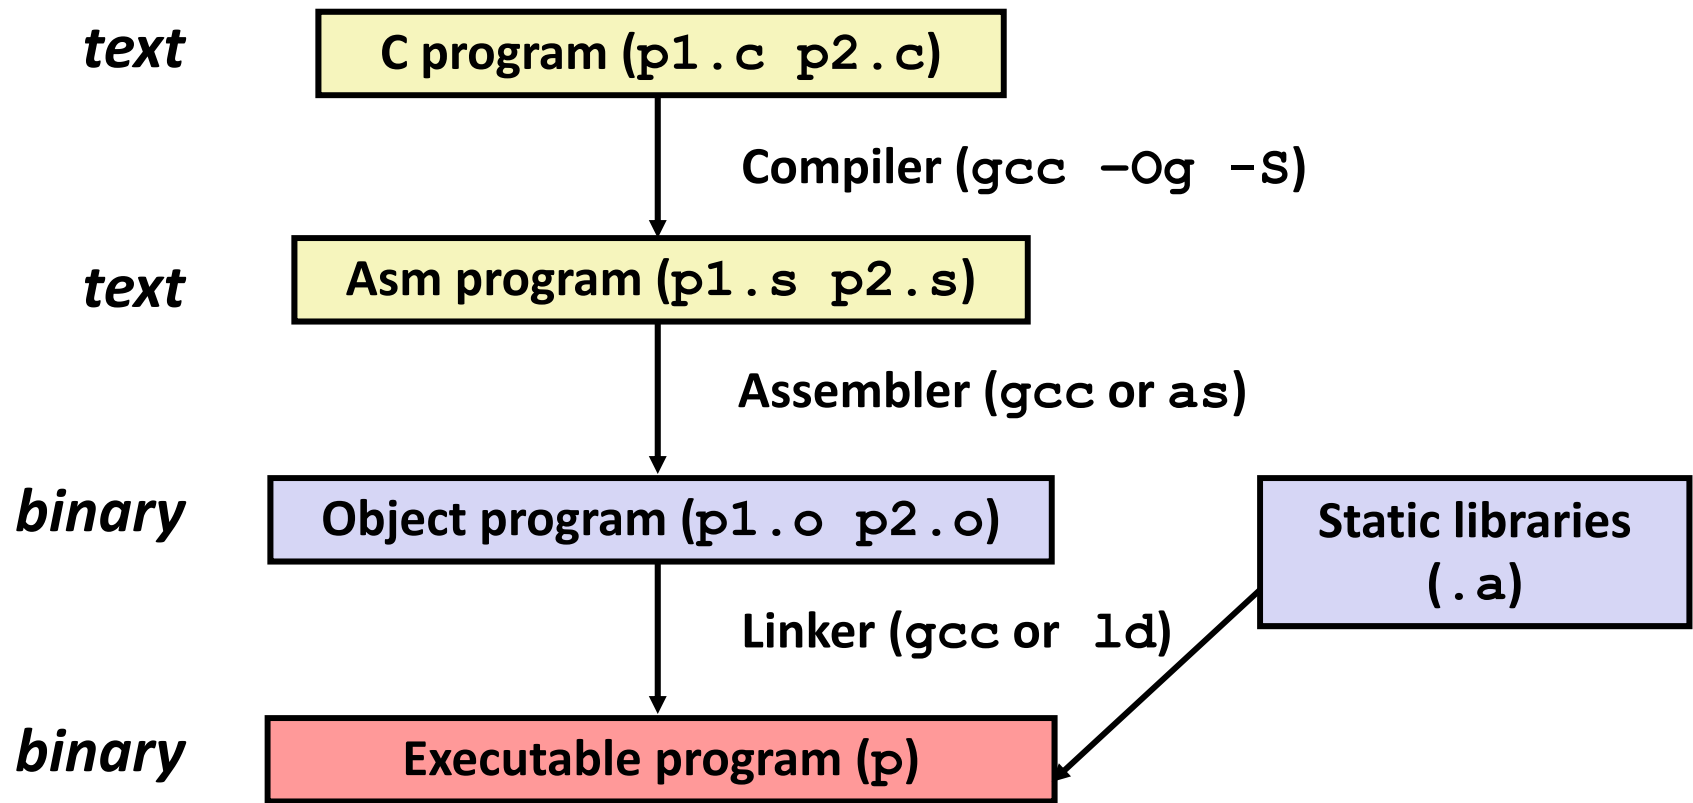 text
C program (p1.c p2.c)
Compiler (gcc –Og -S)
text
Asm program (p1.s p2.s)
Assembler (gcc or as)
binary
Object program (p1.o p2.o)
Static libraries
(.a)
Linker (gcc or ld)
binary
Executable program (p)